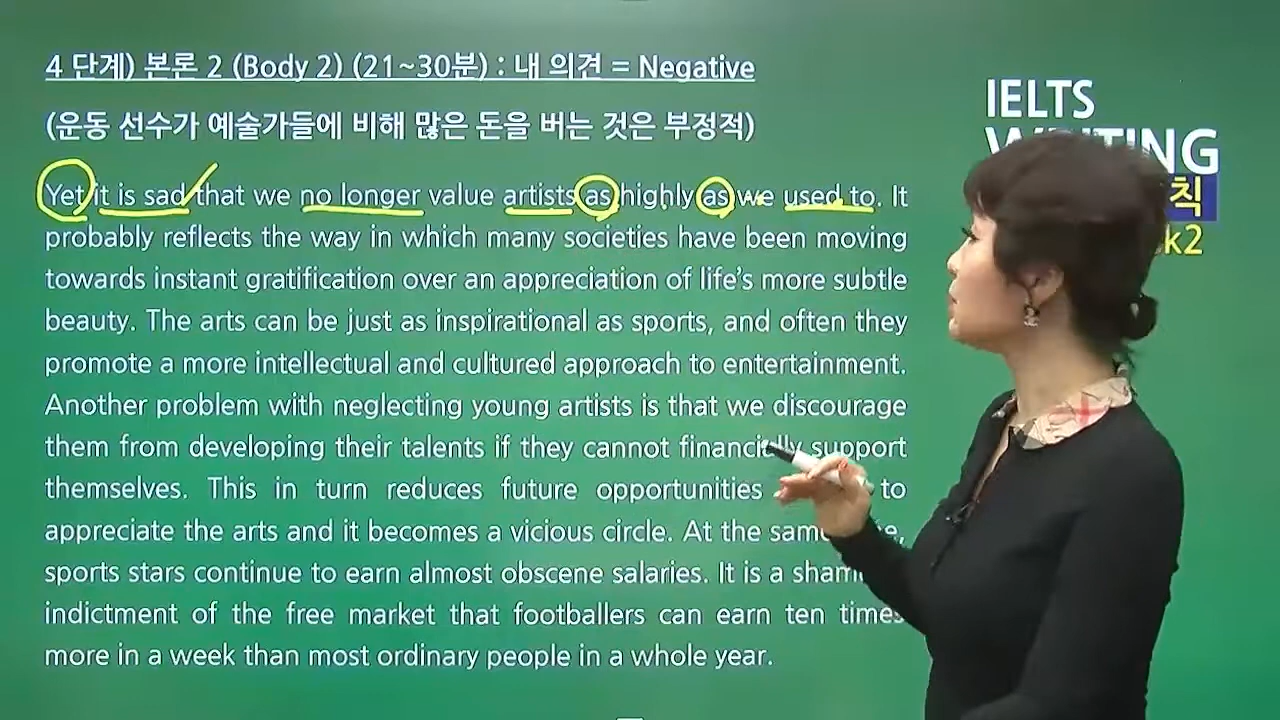 4 단계) 본론 2 (Body 2) (21~30분) : 내 의견 = Negative
(운동 선수가 예술가들에 비해 많은 돈을 버는 것은 부정적)
IELTS
Yet it is sad that we no longer value artists as highly as we used to. It
probably reflects the way in which many societies have been moving
towards instant gratification over an appreciation of life's more subtle
beauty. The arts can be just as inspirational as sports, and often they
promote a more intellectual and cultured approach to entertainment.
Another problem with neglecting young artists is that we discourage
them from developing their talents if they cannot financially support
themselves. This in turn reduces future opportunities to
appreciate the arts and it becomes a vicious circle. At the
sports stars continue to earn almost obscene salaries. It is a
indictment of the free market that footballers can earn ten times
more in a week than most ordinary people in a whole year.